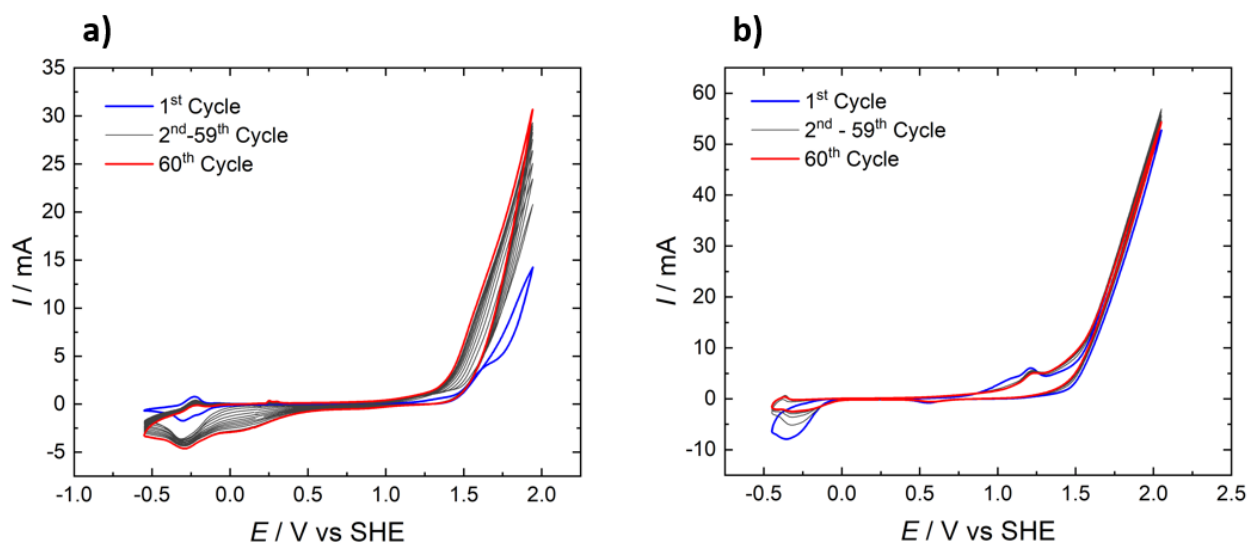 a)
35
30
25
20
15
10
5
0
-5
I / mA
1st Cycle
2nd-59th Cycle
60th Cycle
-1.0 -0.5 0.0 0.5 1.0 1.5 2.0
E / V vs SHE
b)
60
50
40
30
20
10
0
-10
I / mA
1st Cycle
2nd - 59th Cycle
60th Cycle
-0.5 0.0 0.5 1.0 1.5 2.0 2.5
E / V vs SHE